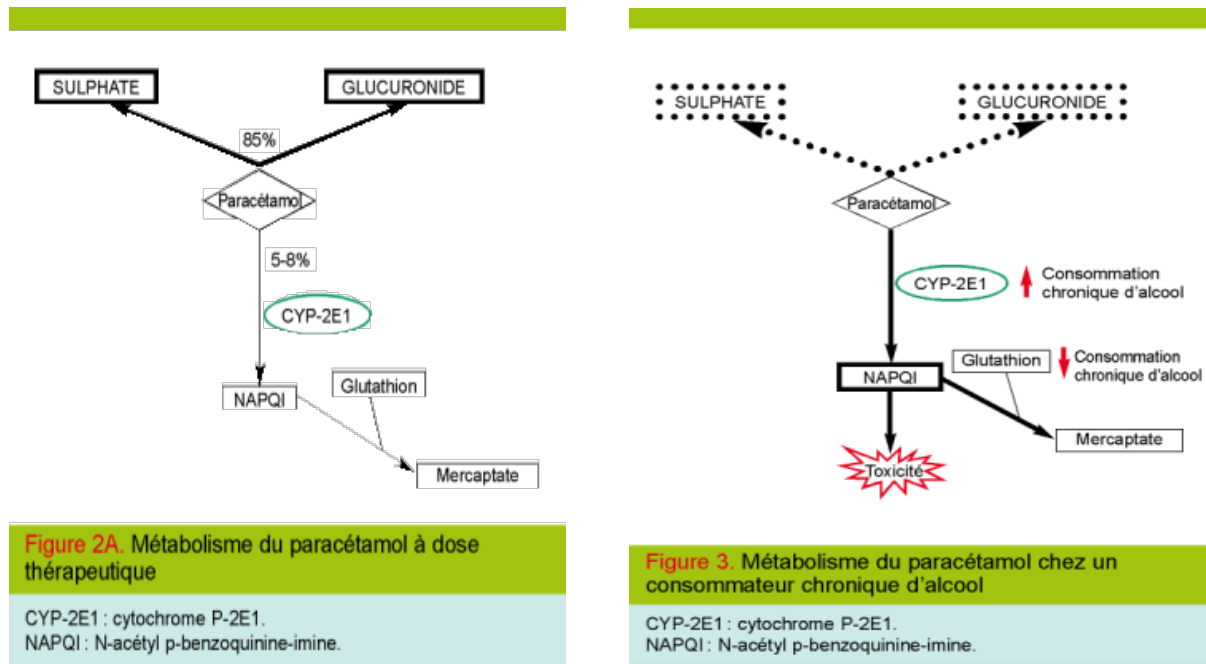 SULPHATE
GLUCURONIDE
85%
Paracétamol
5-8%
CYP-2E1
NAPQI
Glutathion
Mercaptate
Figure 2A. Métabolisme du paracétamol à dose
thérapeutique
CYP-2E1 : cytochrome P-2E1.
NAPQI : N-acétyl p-benzoquinine-imine.
SULPHATE
GLUCURONIDE
Paracétamol
CYP-2E1
Consommation
chronique d'alcool
NAPQI
Glutathion
Consommation
chronique d'alcool
Mercaptate
Toxicité
Figure 3. Métabolisme du paracétamol chez un
consommateur chronique d'alcool
CYP-2E1 : cytochrome P-2E1.
NAPQI : N-acétyl p-benzoquinine-imine.